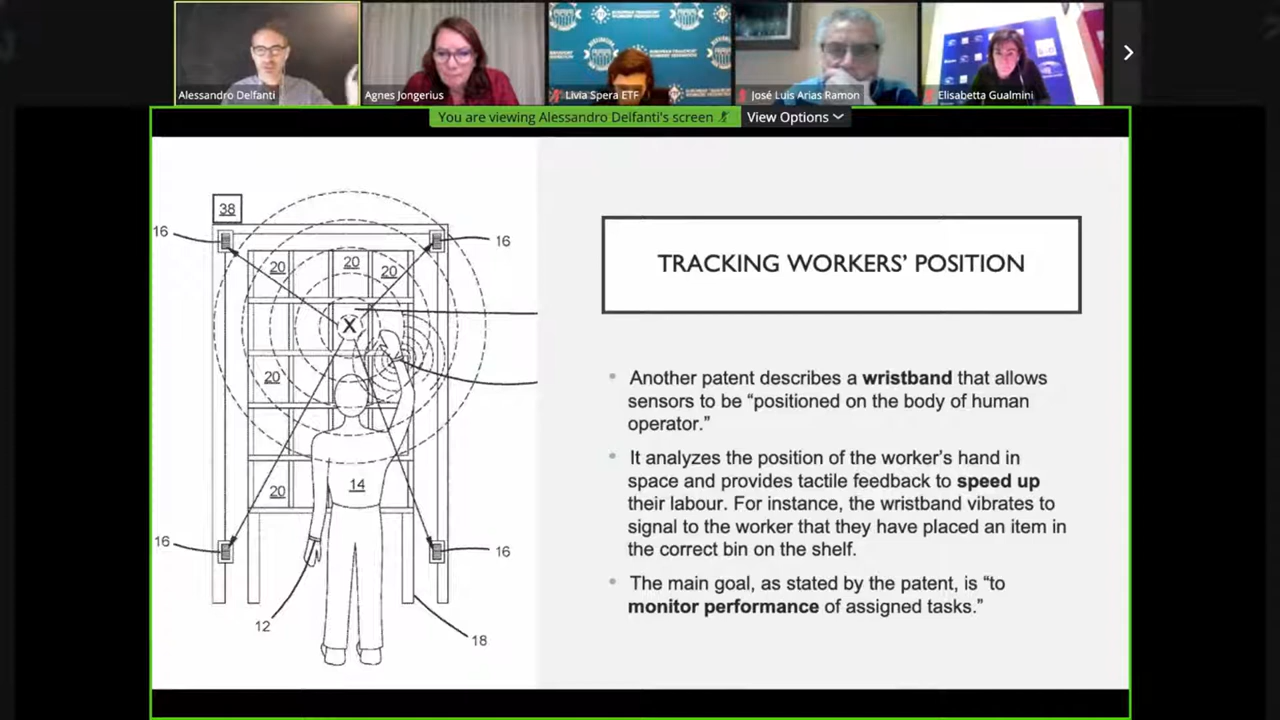 Alessandro Delfanti
Agnes Jongerius
Livia Spera ETF
José Luis Arias Ramon
Elisabetta Gualmini
You are viewing Alessandro Delfanti's screen
View Options
38
16
16
20
20
20
X
20
20
14
16
16
12
18
TRACKING WORKERS’ POSITION
• Another patent describes a wristband that allows
sensors to be “positioned on the body of human
operator.”
• It analyzes the position of the worker’s hand in
space and provides tactile feedback to speed up
their labour. For instance, the wristband vibrates to
signal to the worker that they have placed an item in
the correct bin on the shelf.
• The main goal, as stated by the patent, is “to
monitor performance of assigned tasks.”